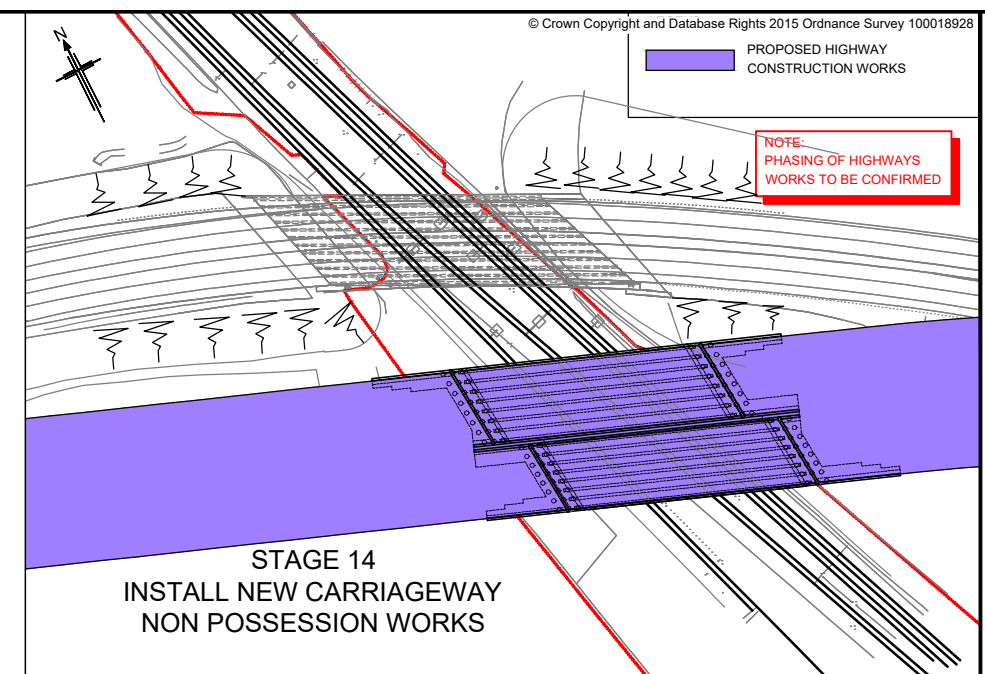 © Crown Copyright and Database Rights 2015 Ordnance Survey 100018928
PROPOSED HIGHWAY
CONSTRUCTION WORKS
N
NOTE:
PHASING OF HIGHWAYS
WORKS TO BE CONFIRMED
STAGE 14
INSTALL NEW CARRIAGEWAY
NON POSSESSION WORKS